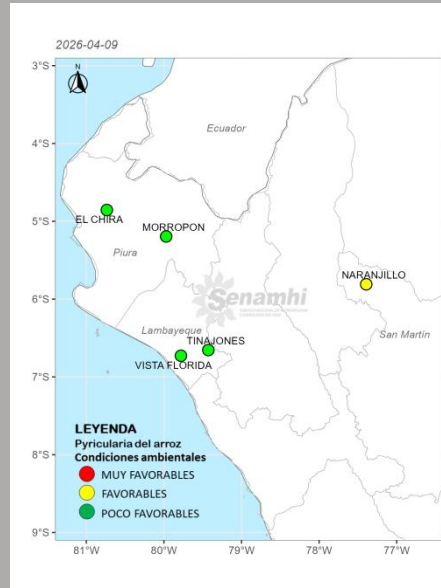 2026-04-09
3°S
N
4°S
Ecuador
5°S
EL CHIRA
MORROPON
Piura
NARANJILLO
6°S
Senamhi
Lambayeque
San Martín
TINAJONES
VISTA FLORIDA
7°S
LEYENDA
Pyricularia del arroz
Condiciones ambientales
8°S
MUY FAVORABLES
FAVORABLES
POCO FAVORABLES
9°S
81°W 80°W 79°W 78°W 77°W